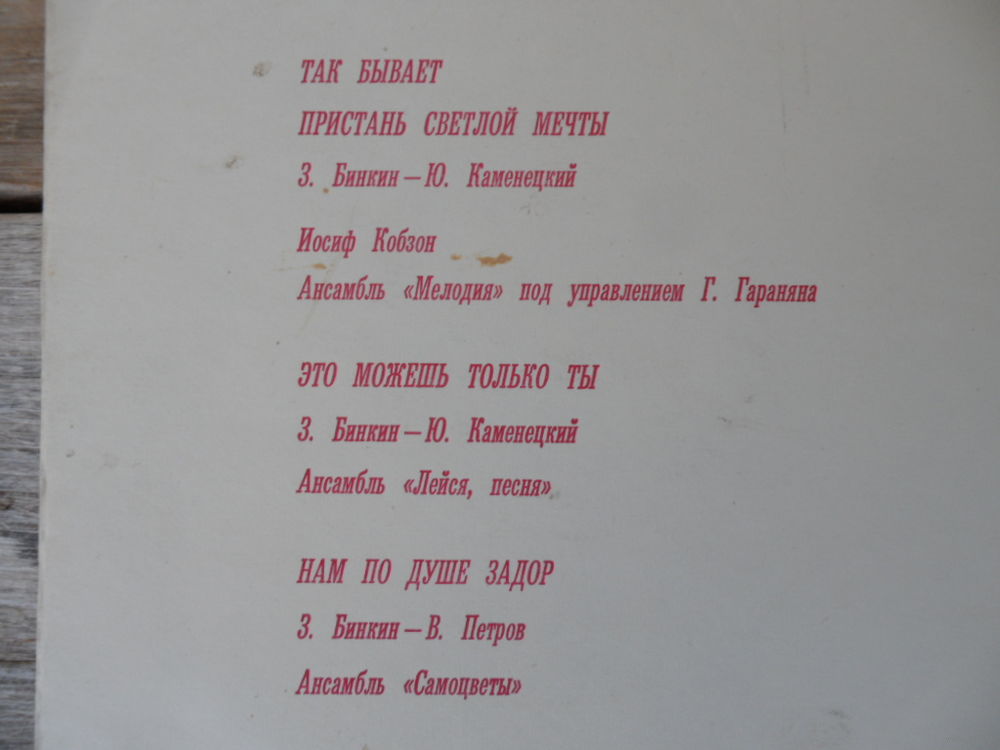 ТАК БЫВАЕТ
ПРИСТАНЬ СВЕТЛОЙ МЕЧТЫ
З. Бинкин — Ю. Каменецкий
Иосиф Кобзон
Ансамбль «Мелодия» под управлением Г. Гараняна
ЭТО МОЖЕШЬ ТОЛЬКО ТЫ
З. Бинкин — Ю. Каменецкий
Ансамбль «Лейся, песня»
НАМ ПО ДУШЕ ЗАДОР
З. Бинкин — В. Петров
Ансамбль «Самоцветы»